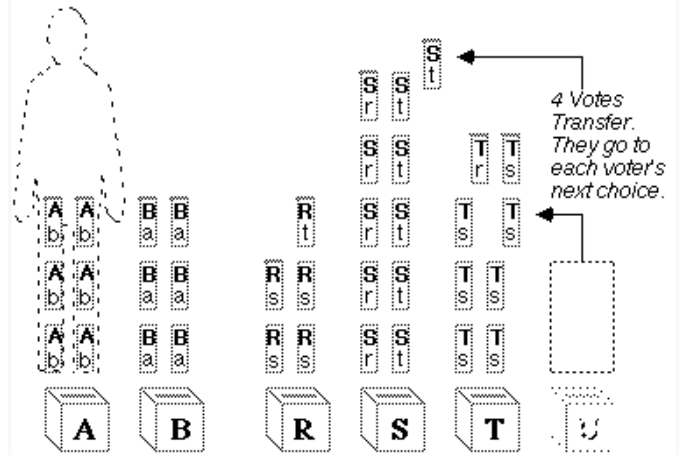 S
t
S S
r t
4 Votes
Transfer.
They go to
each voter's
next choice.
S S T T
r t r s
A A B B R S S T T
b b a a t r t s s
A A B B R R S S T T
b b a a s s r t s s
A A B B R R S S T T
b b a a s s r t s s
A B R S T U